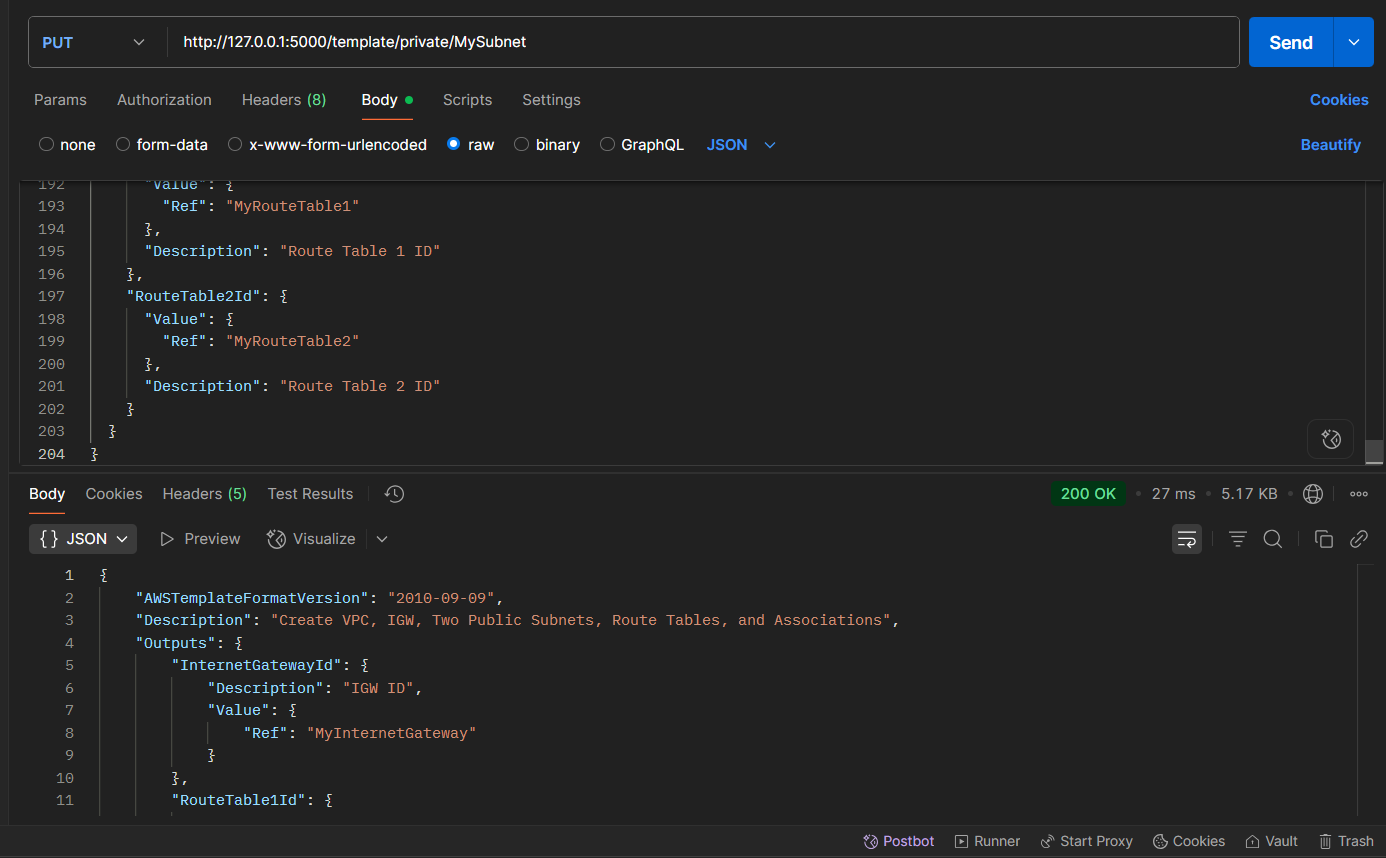 PUT http://127.0.0.1:5000/template/private/MySubnet Send
Params Authorization Headers (8) Body Scripts Settings Cookies
none form-data x-www-form-urlencoded raw binary GraphQL JSON Beautify
192 "Value": {
193 "Ref": "MyRouteTable1"
194 },
195 "Description": "Route Table 1 ID"
196 },
197 "RouteTable2Id": {
198 "Value": {
199 "Ref": "MyRouteTable2"
200 },
201 "Description": "Route Table 2 ID"
202 }
203 }
204 }
Body Cookies Headers (5) Test Results 200 OK • 27 ms • 5.17 KB •
{} JSON Preview Visualize
1 {
2 "AWSTemplateFormatVersion": "2010-09-09",
3 "Description": "Create VPC, IGW, Two Public Subnets, Route Tables, and Associations",
4 "Outputs": {
5 "InternetGatewayId": {
6 "Description": "IGW ID",
7 "Value": {
8 "Ref": "MyInternetGateway"
9 }
10 },
11 "RouteTable1Id": {
Postbot Runner Start Proxy Cookies Vault Trash